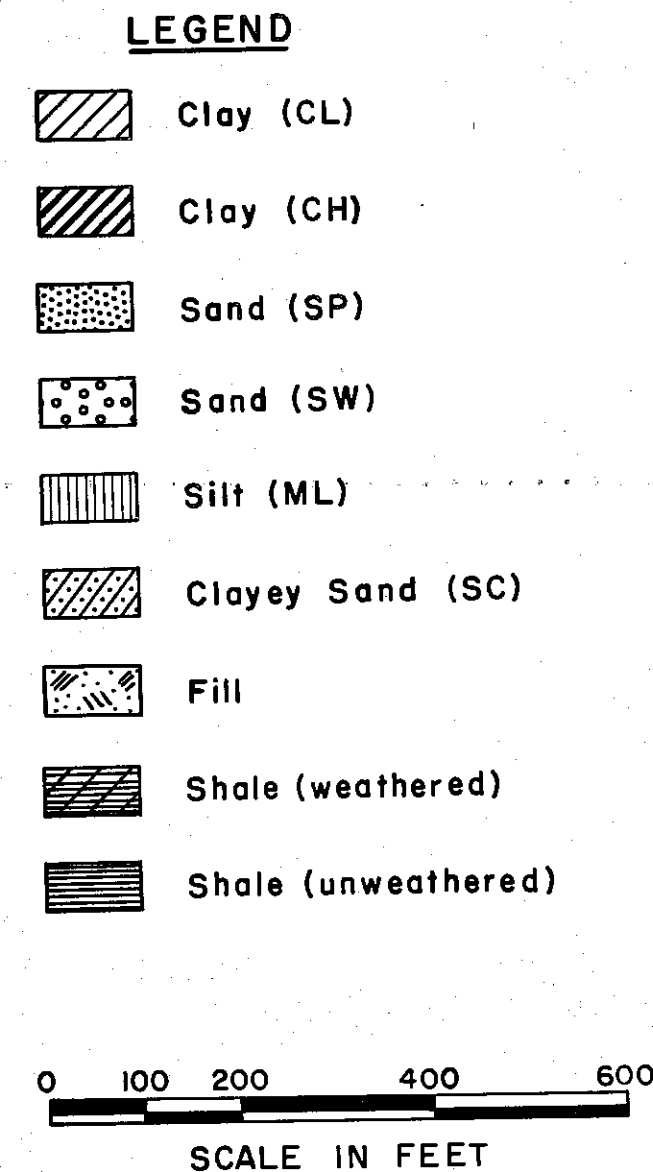 LEGEND
Clay (CL)
Clay (CH)
Sand (SP)
Sand (SW)
Silt (ML)
Clayey Sand (SC)
Fill
Shale (weathered)
Shale (unweathered)
0 100 200 400 600
SCALE IN FEET